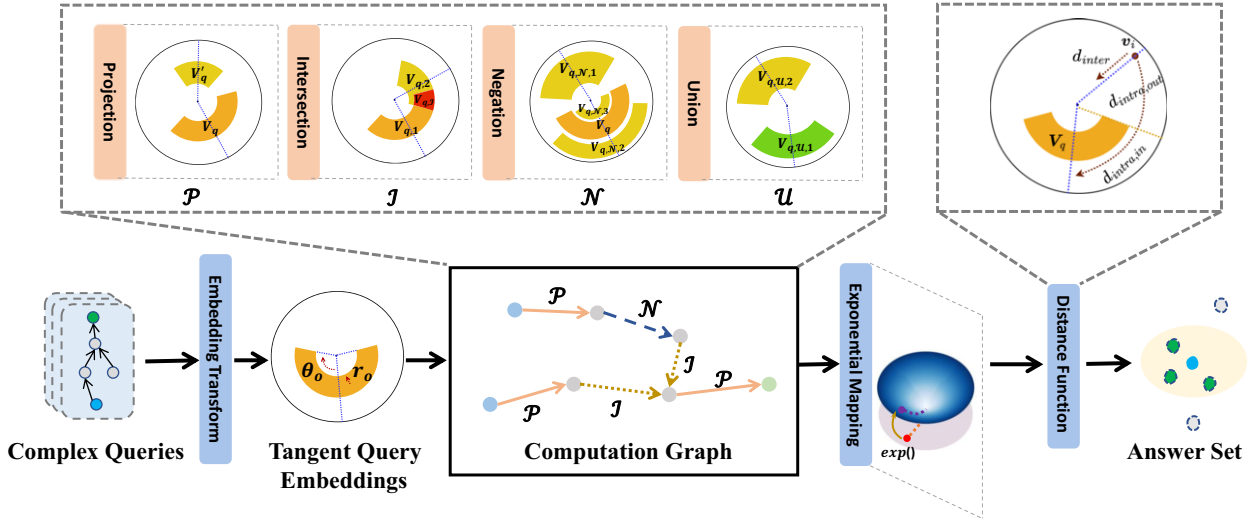 Projection
V'q
Vq
𝒫
Intersection
Vq,2
Vq,3
Vq,1
ℐ
Negation
Vq,𝒩,1
Vq,𝒩,3
Vq
Vq,𝒩,2
𝒩
Union
Vq,𝒰,2
Vq,𝒰,1
𝒰
vi
dinter
dintra,out
Vq
dintra,in
Complex Queries
Embedding Transform
θo
ro
Tangent Query
Embeddings
𝒫
𝒩
ℐ
𝒫
𝒫
ℐ
Computation Graph
Exponential Mapping
exp()
Distance Function
Answer Set